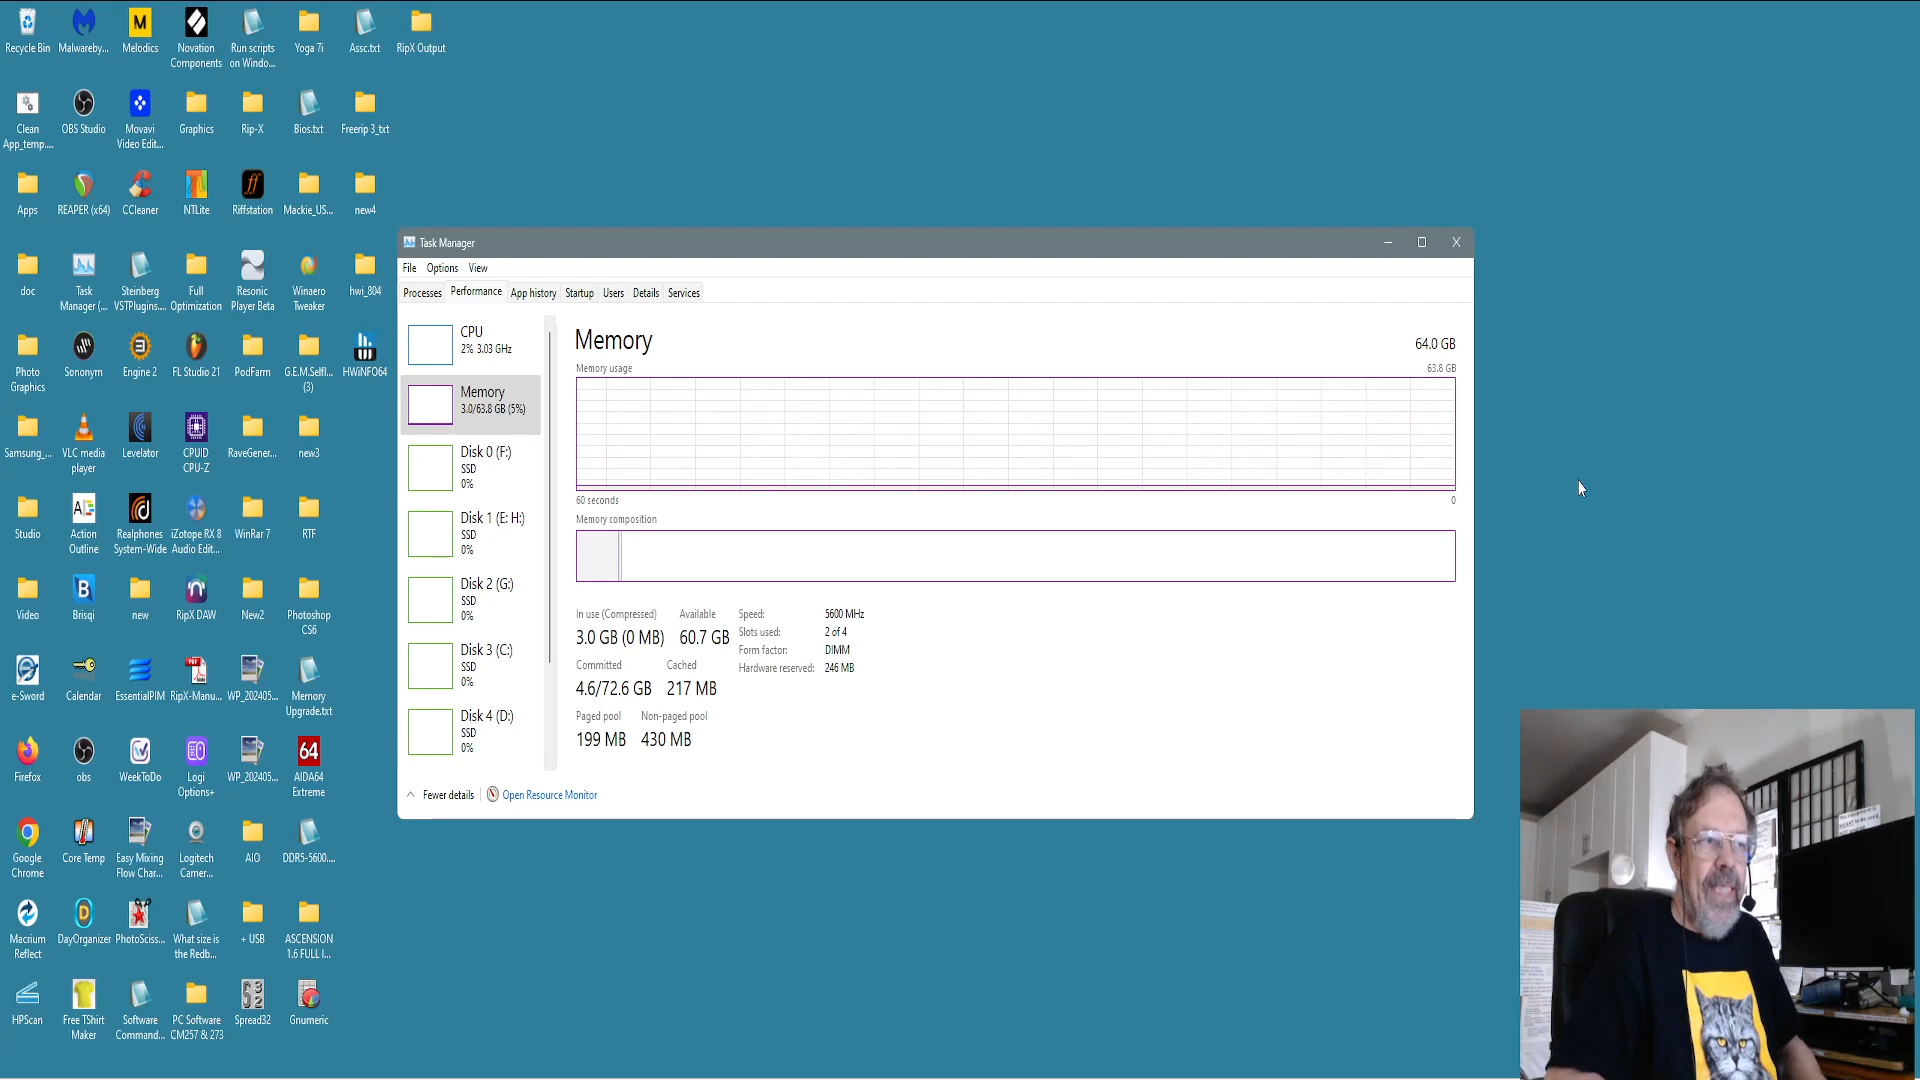 Recycle Bin
Malwareby...
Melodics
Novation
Components
Run scripts
on Windo...
Yoga 7i
Assc.txt
RipX Output
Clean
App_temp....
OBS Studio
Movavi
Video Edit...
Graphics
Rip-X
Bios.txt
Freerip 3_txt
Apps
REAPER (x64)
CCleaner
NTLite
Riffstation
Mackie_US...
new4
doc
Task
Manager (...
Steinberg
VSTPlugins....
Full
Optimization
Resonic
Player Beta
Winaero
Tweaker
hwi_804
Photo
Graphics
Sononym
Engine 2
FL Studio 21
PodFarm
G.E.M.Selfl...
(3)
HWiNFO64
Samsung_...
VLC media
player
Levelator
CPUID
CPU-Z
RaveGener...
new3
Studio
Action
Outline
Realphones
System-Wide
iZotope RX 8
Audio Edit...
WinRar 7
RTF
Video
Brisqi
new
RipX DAW
New2
Photoshop
CS6
e-Sword
Calendar
EssentialPIM
RipX-Manu...
WP_202405...
Memory
Upgrade.txt
Firefox
obs
WeekToDo
Logi
Options+
WP_202405...
AIDA64
Extreme
Google
Chrome
Core Temp
Easy Mixing
Flow Char...
Logitech
Camer...
AIO
DDR5-5600....
Macrium
Reflect
DayOrganizer
PhotoSciss...
What size is
the Redb...
+ USB
ASCENSION
1.6 FULL I...
HPScan
Free TShirt
Maker
Software
Command...
PC Software
CM257 & 273
Spread32
Gnumeric
Task Manager
File Options View
Processes Performance App history Startup Users Details Services
CPU
2% 3.03 GHz
Memory
3.0/63.8 GB (5%)
Disk 0 (F:)
SSD
0%
Disk 1 (E: H:)
SSD
0%
Disk 2 (G:)
SSD
0%
Disk 3 (C:)
SSD
0%
Disk 4 (D:)
SSD
0%
Memory 64.0 GB
Memory usage 63.8 GB
60 seconds 0
Memory composition
In use (Compressed) Available
3.0 GB (0 MB) 60.7 GB
Committed Cached
4.6/72.6 GB 217 MB
Paged pool Non-paged pool
199 MB 430 MB
Speed: 5600 MHz
Slots used: 2 of 4
Form factor: DIMM
Hardware reserved: 246 MB
Fewer details Open Resource Monitor